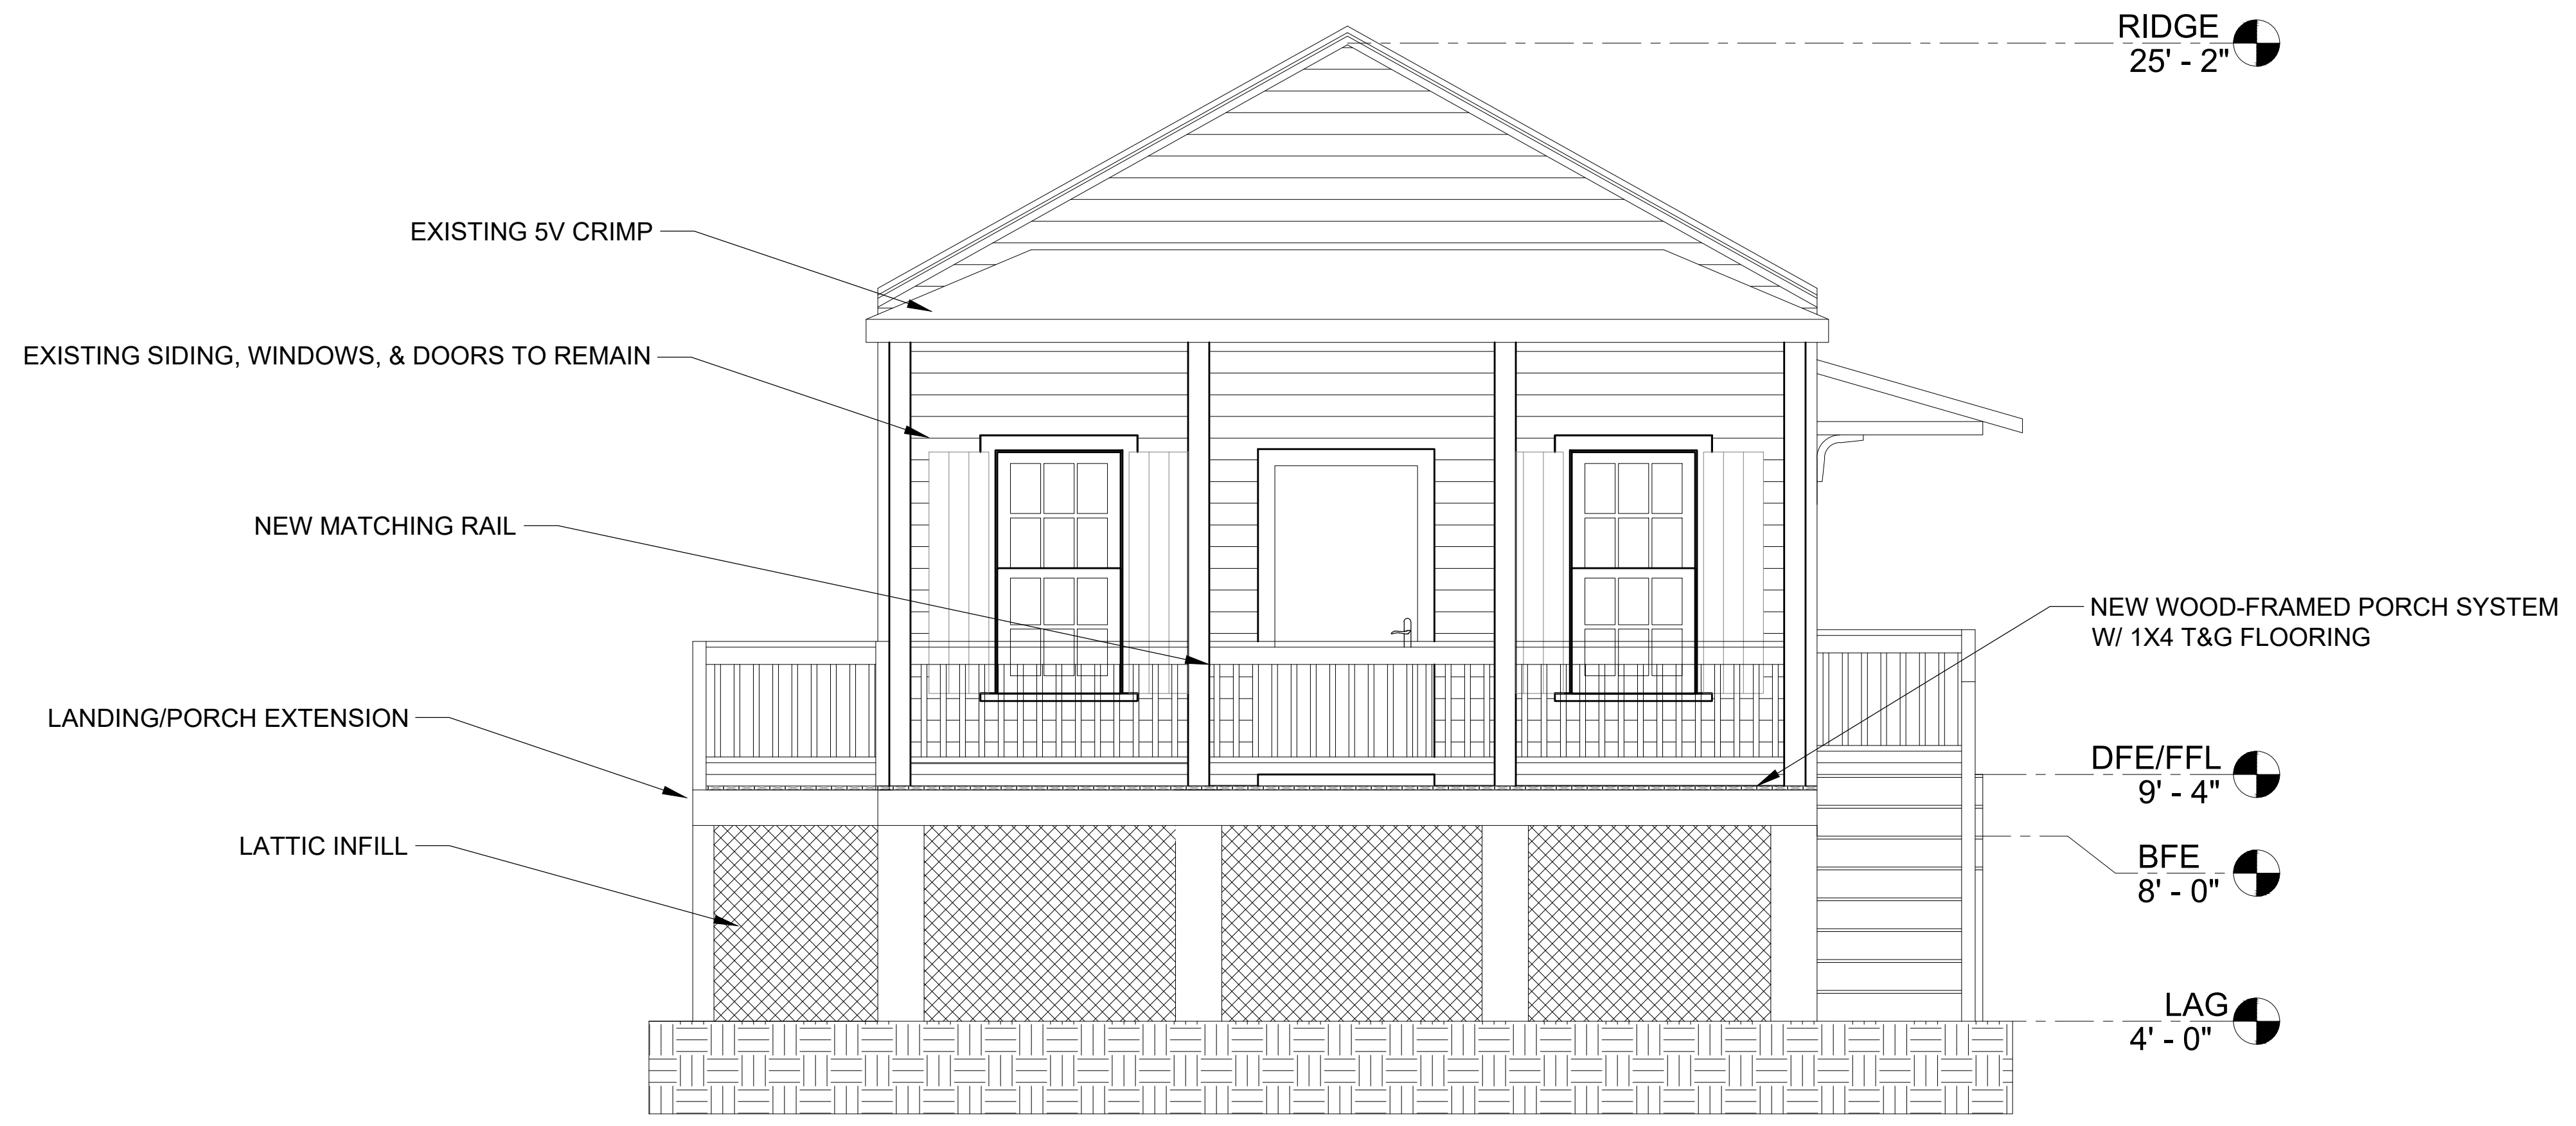 RIDGE
25' - 2"
EXISTING 5V CRIMP
EXISTING SIDING, WINDOWS, & DOORS TO REMAIN
NEW MATCHING RAIL
NEW WOOD-FRAMED PORCH SYSTEM
W/ 1X4 T&G FLOORING
LANDING/PORCH EXTENSION
DFE/FFL
9' - 4"
LATTIC INFILL
BFE
8' - 0"
LAG
4' - 0"